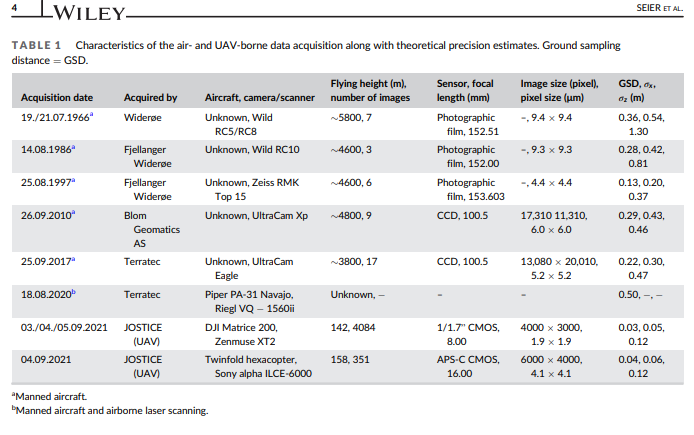 4
WILEY
SEIER ET AL.
TABLE 1 Characteristics of the air- and UAV-borne data acquisition along with theoretical precision estimates. Ground sampling
distance = GSD.
Acquisition date Acquired by Aircraft, camera/scanner Flying height (m), number of images Sensor, focal length (mm) Image size (pixel), pixel size (μm) GSD, σx, σz (m)
19./21.07.1966a Widerøe Unknown, Wild RC5/RC8 ~5800, 7 Photographic film, 152.51 –, 9.4 × 9.4 0.36, 0.54, 1.30
14.08.1986a Fjellanger Widerøe Unknown, Wild RC10 ~4600, 3 Photographic film, 152.00 –, 9.3 × 9.3 0.28, 0.42, 0.81
25.08.1997a Fjellanger Widerøe Unknown, Zeiss RMK Top 15 ~4600, 6 Photographic film, 153.603 –, 4.4 × 4.4 0.13, 0.20, 0.37
26.09.2010a Blom Geomatics AS Unknown, UltraCam Xp ~4800, 9 CCD, 100.5 17,310 11,310, 6.0 × 6.0 0.29, 0.43, 0.46
25.09.2017a Terratec Unknown, UltraCam Eagle ~3800, 17 CCD, 100.5 13,080 × 20,010, 5.2 × 5.2 0.22, 0.30, 0.47
18.08.2020b Terratec Piper PA-31 Navajo, Riegl VQ – 1560ii Unknown, – – – 0.50, –, –
03./04./05.09.2021 JOSTICE (UAV) DJI Matrice 200, Zenmuse XT2 142, 4084 1/1.7" CMOS, 8.00 4000 × 3000, 1.9 × 1.9 0.03, 0.05, 0.12
04.09.2021 JOSTICE (UAV) Twinfold hexacopter, Sony alpha ILCE-6000 158, 351 APS-C CMOS, 16.00 6000 × 4000, 4.1 × 4.1 0.04, 0.06, 0.12
aManned aircraft.
bManned aircraft and airborne laser scanning.